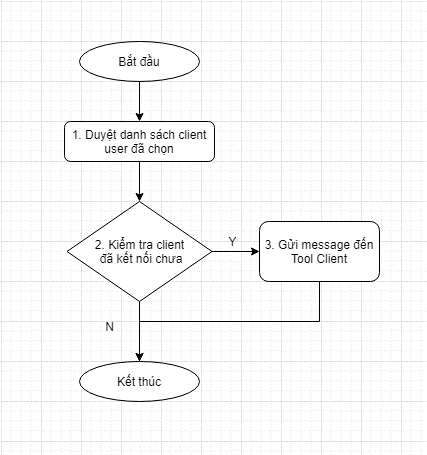 Bắt đầu
1. Duyệt danh sách client
user đã chọn
2. Kiểm tra client
đã kết nối chưa
Y
3. Gửi message đến
Tool Client
N
Kết thúc